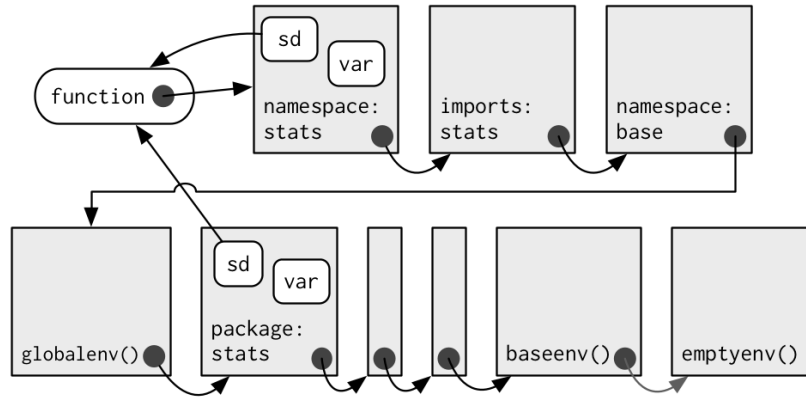 sd
var
function
namespace:
stats
imports:
stats
namespace:
base
sd
var
package:
stats
globalenv()
baseenv()
emptyenv()